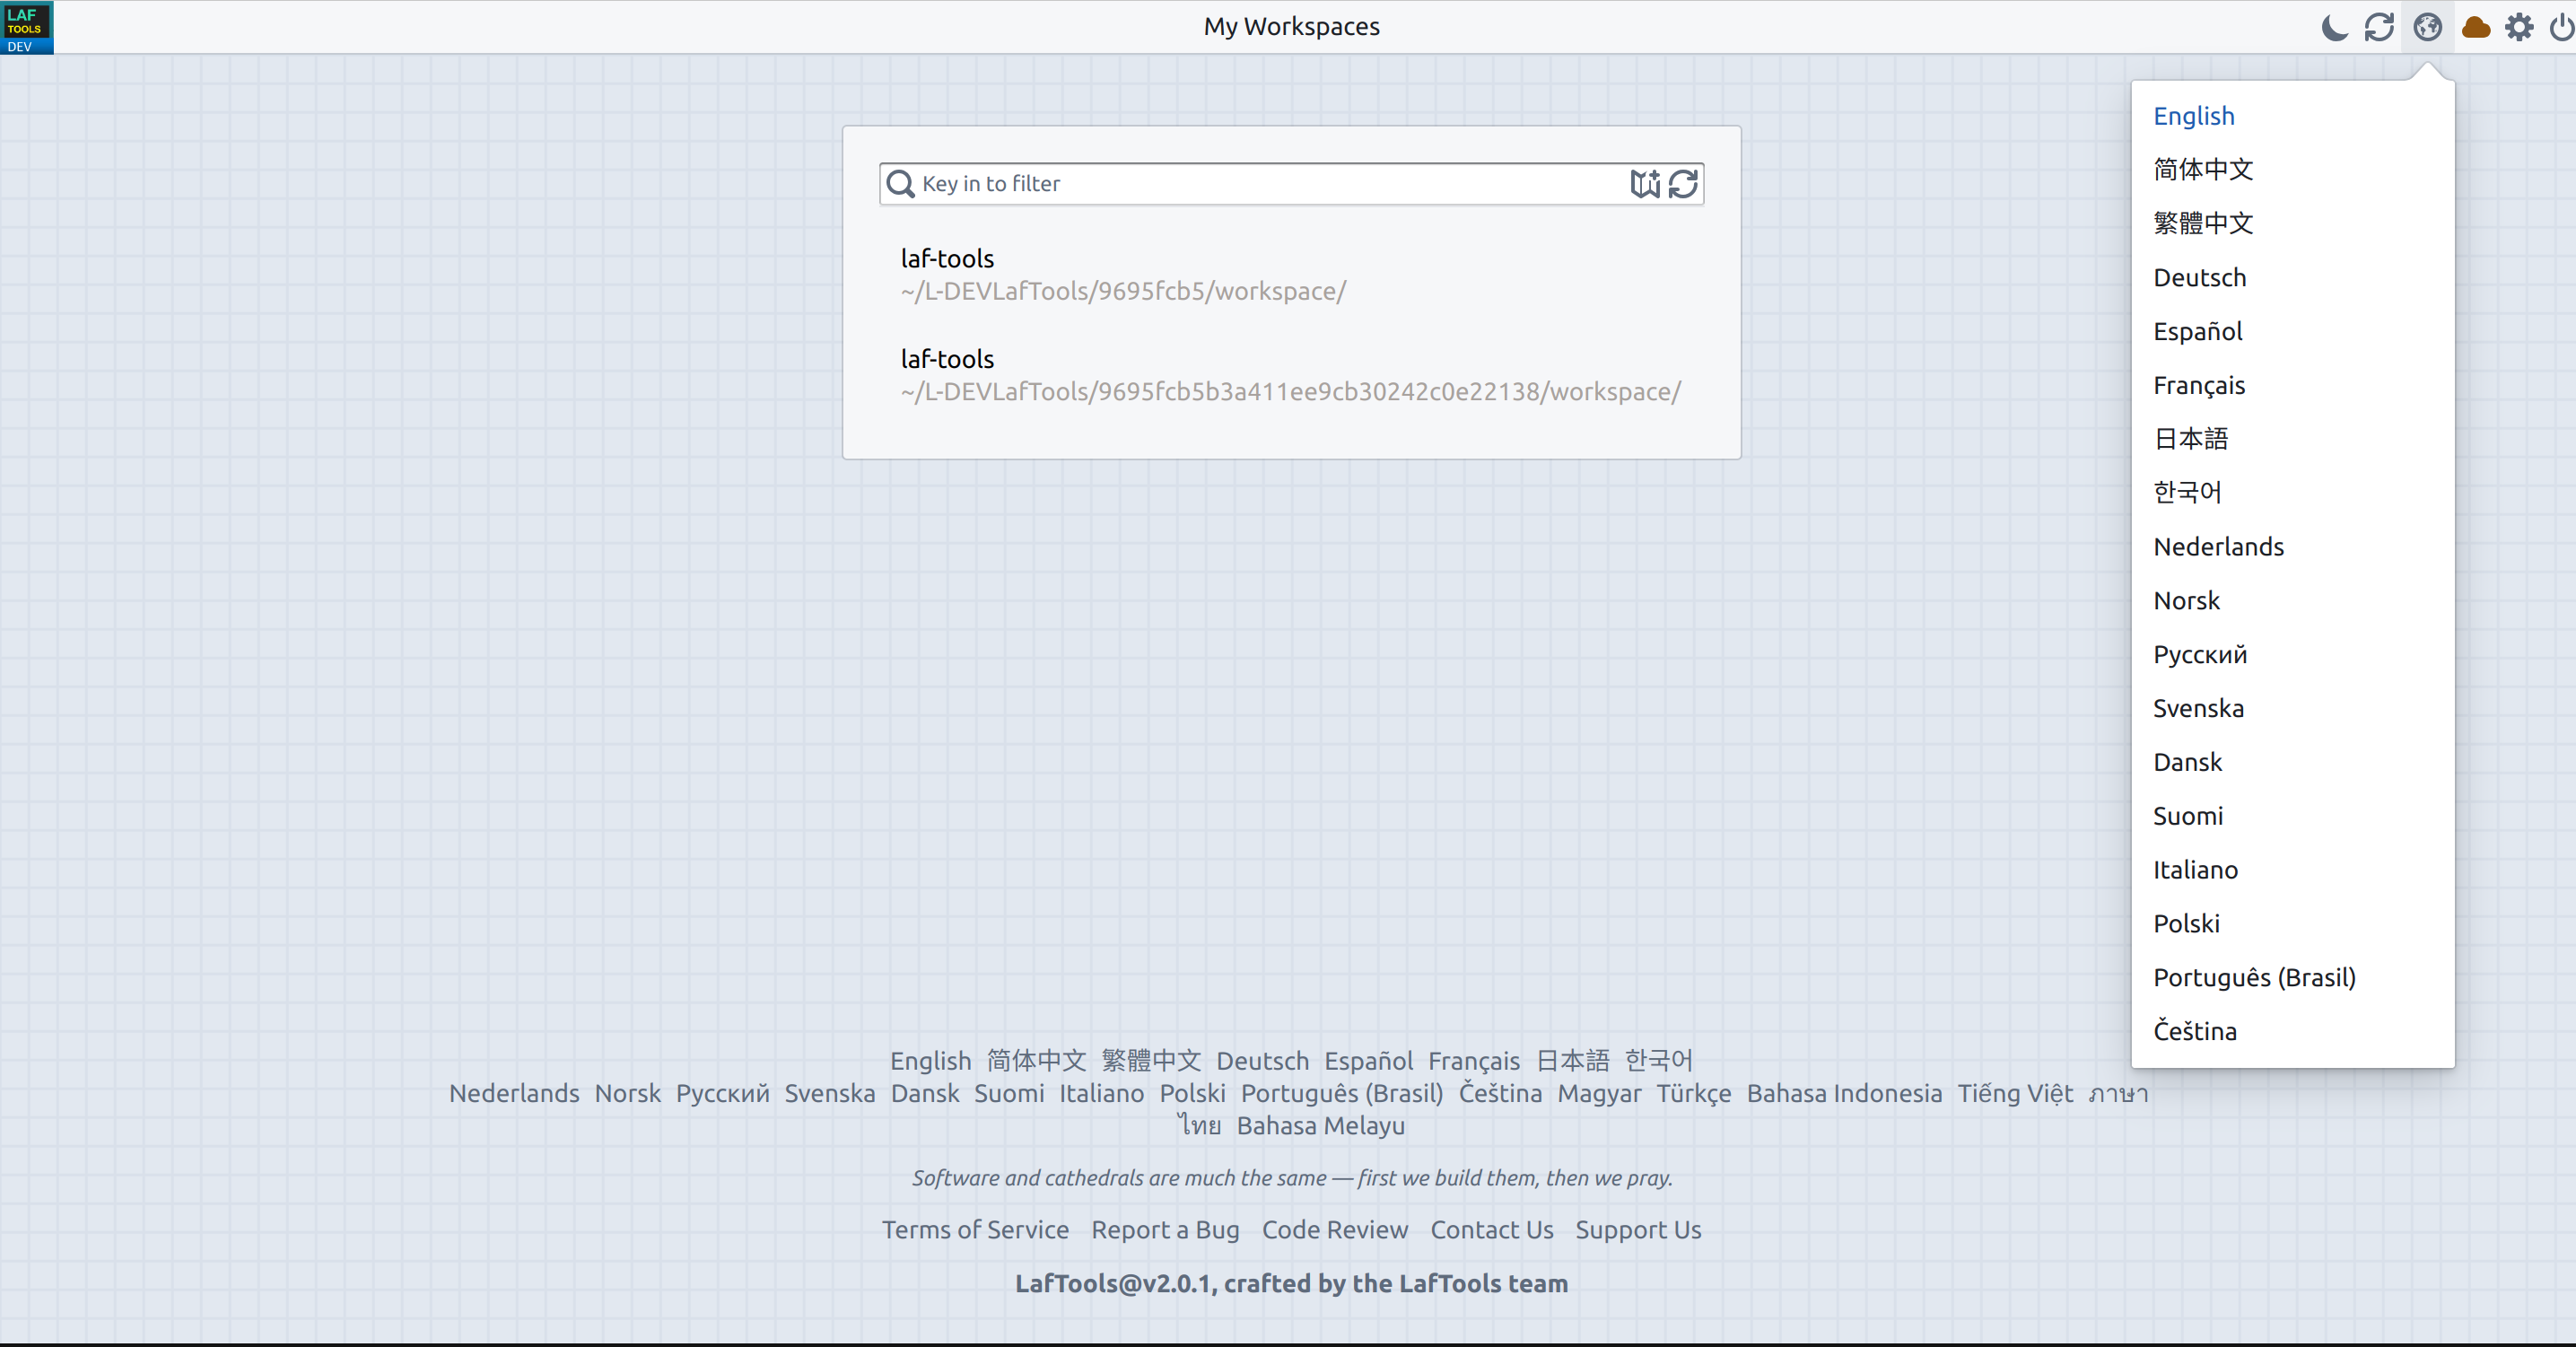 LAF
TOOLS
DEV
My Workspaces
Key in to filter
laf-tools
~/L-DEVLafTools/9695fcb5/workspace/
laf-tools
~/L-DEVLafTools/9695fcb5b3a411ee9cb30242c0e22138/workspace/
English
简体中文
繁體中文
Deutsch
Español
Français
日本語
한국어
Nederlands
Norsk
Русский
Svenska
Dansk
Suomi
Italiano
Polski
Português (Brasil)
Čeština
English 简体中文 繁體中文 Deutsch Español Français 日本語 한국어
Nederlands Norsk Русский Svenska Dansk Suomi Italiano Polski Português (Brasil) Čeština Magyar Türkçe Bahasa Indonesia Tiếng Việt ภาษา
ไทย Bahasa Melayu
Software and cathedrals are much the same — first we build them, then we pray.
Terms of Service Report a Bug Code Review Contact Us Support Us
LafTools@v2.0.1, crafted by the LafTools team